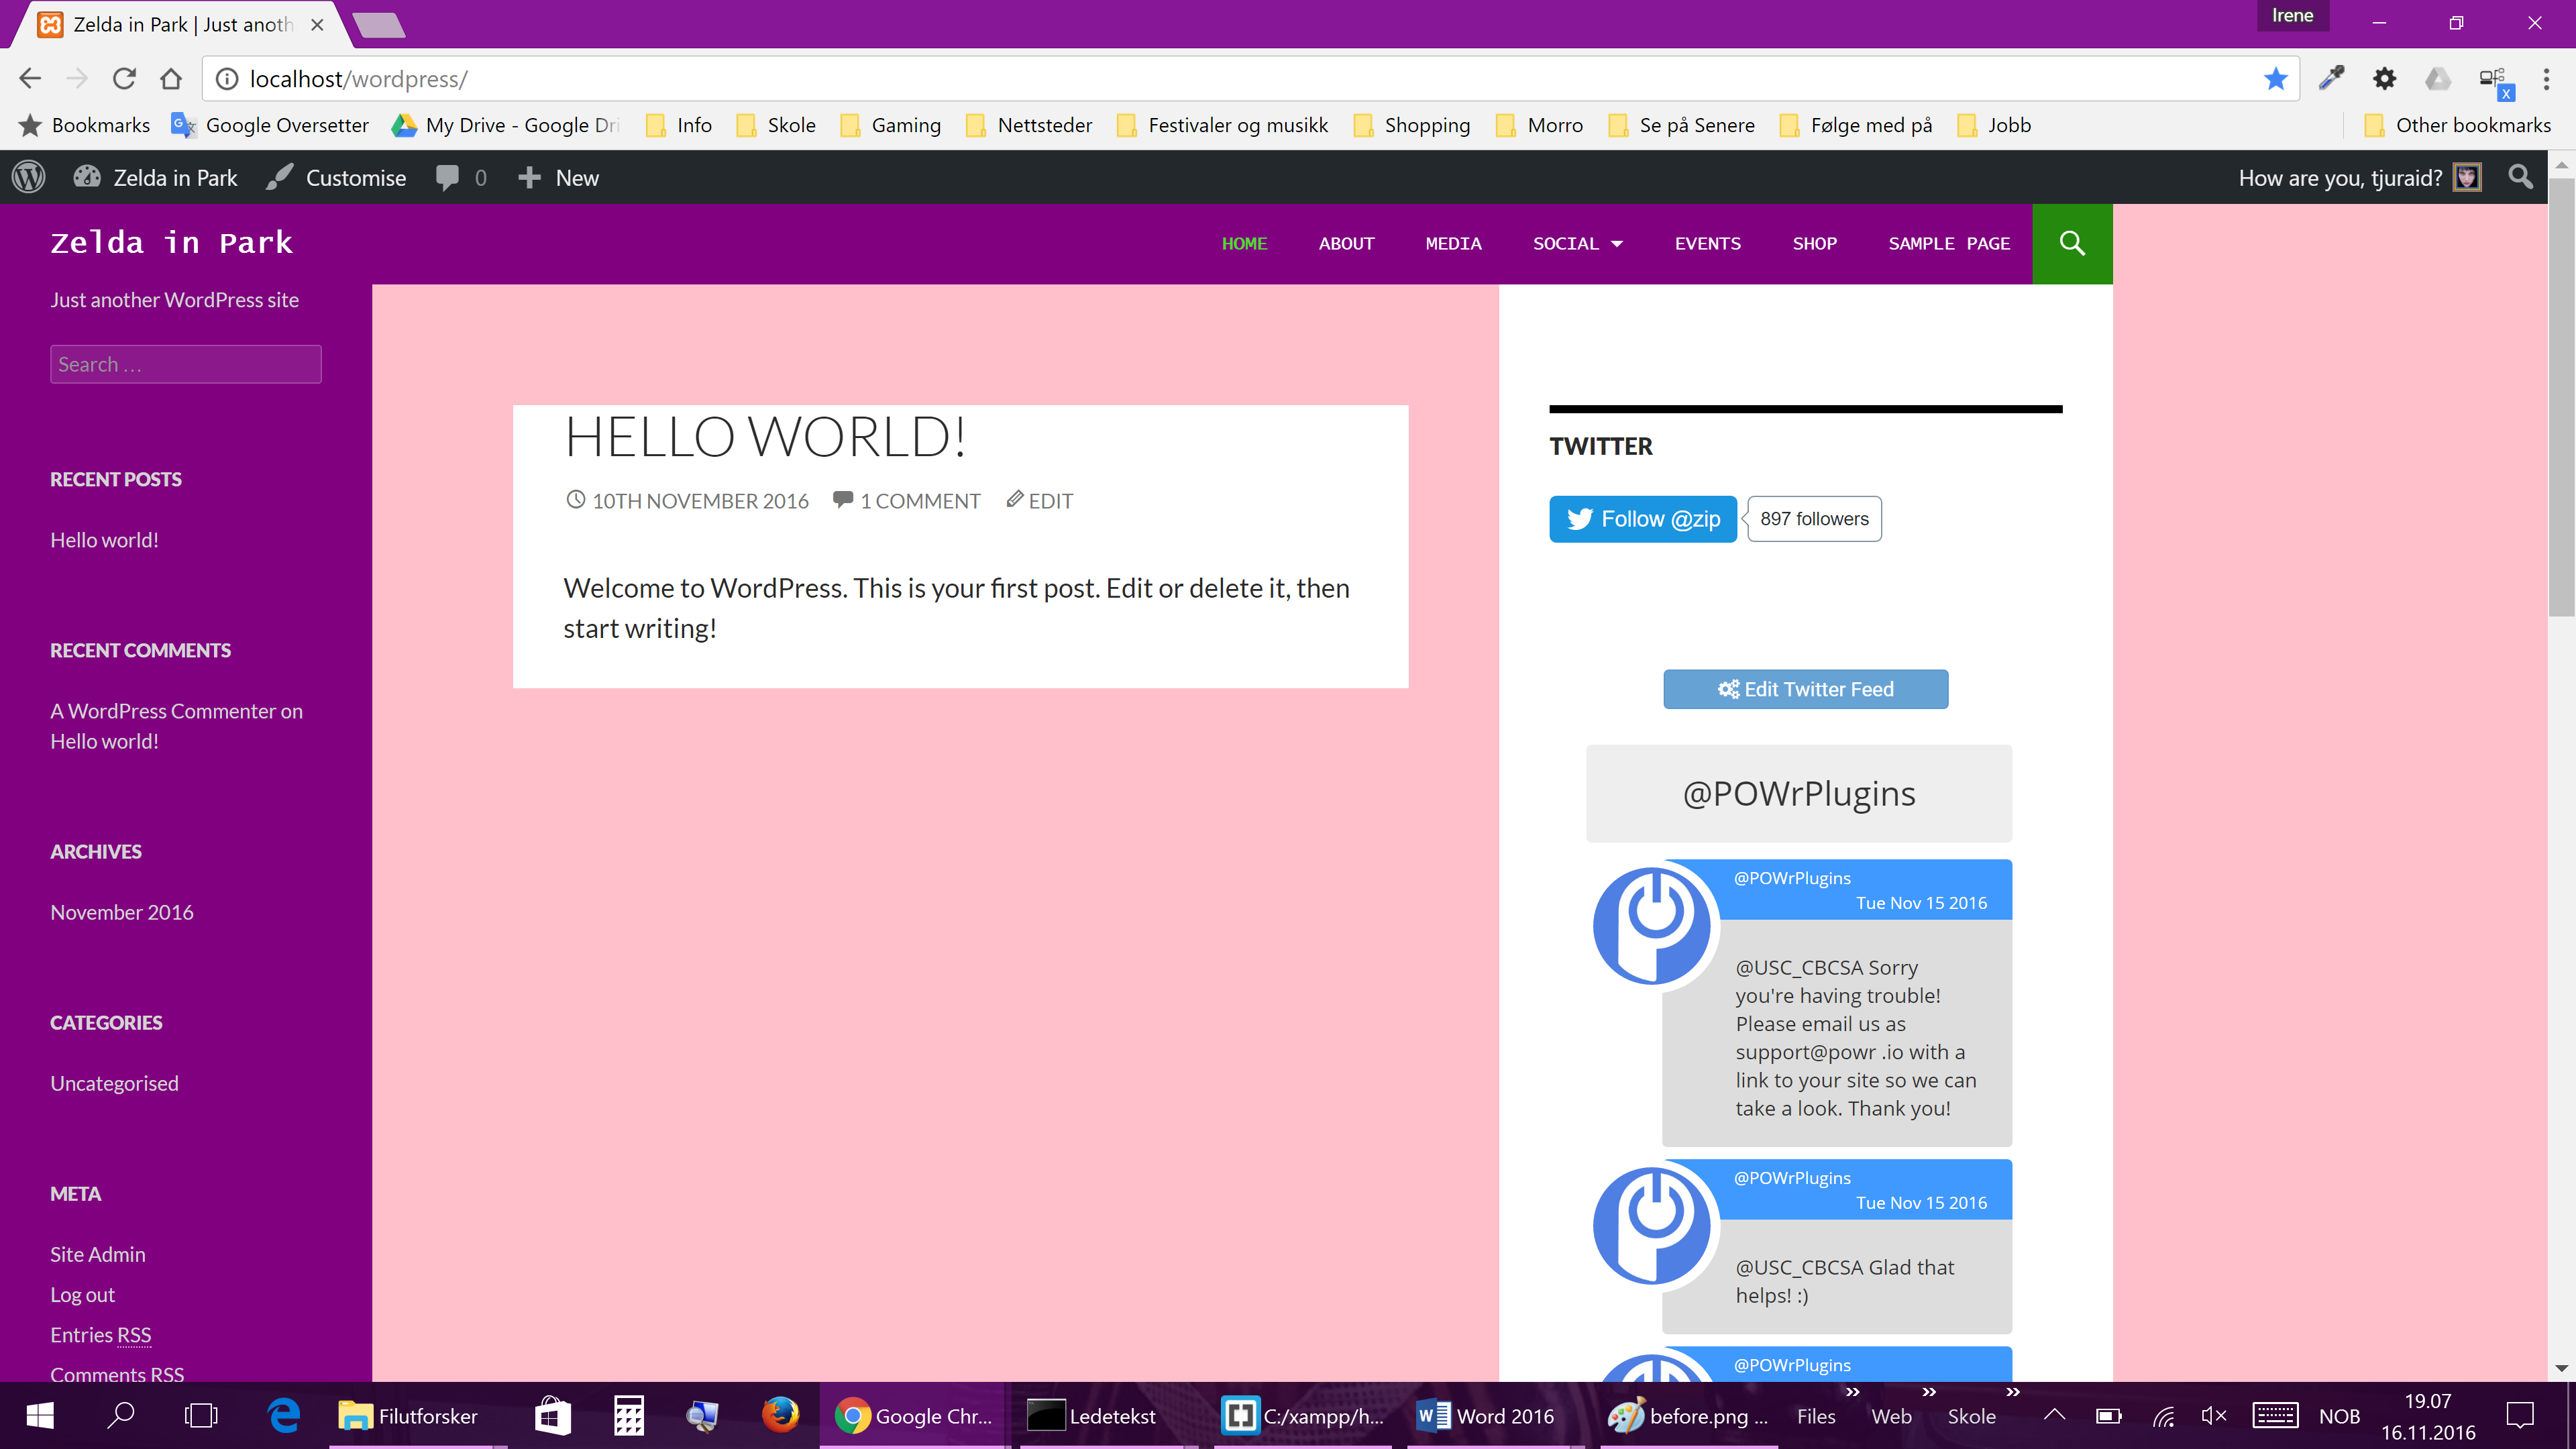 Zelda in Park | Just anoth
Irene
localhost/wordpress/
Bookmarks Google Oversetter My Drive - Google Dri Info Skole Gaming Nettsteder Festivaler og musikk Shopping Morro Se på Senere Følge med på Jobb Other bookmarks
Zelda in Park Customise 0 New How are you, tjuraid?
Zelda in Park HOME ABOUT MEDIA SOCIAL EVENTS SHOP SAMPLE PAGE
Just another WordPress site
Search …
RECENT POSTS
Hello world!
RECENT COMMENTS
A WordPress Commenter on
Hello world!
ARCHIVES
November 2016
CATEGORIES
Uncategorised
META
Site Admin
Log out
Entries RSS
Comments RSS
HELLO WORLD!
10TH NOVEMBER 2016 1 COMMENT EDIT
Welcome to WordPress. This is your first post. Edit or delete it, then
start writing!
TWITTER
Follow @zip 897 followers
Edit Twitter Feed
@POWrPlugins
@POWrPlugins
Tue Nov 15 2016
@USC_CBCSA Sorry
you're having trouble!
Please email us as
support@powr .io with a
link to your site so we can
take a look. Thank you!
@POWrPlugins
Tue Nov 15 2016
@USC_CBCSA Glad that
helps! :)
@POWrPlugins
Filutforsker Google Chr... Ledetekst C:/xampp/h... Word 2016 before.png ... Files Web Skole NOB 19.07
16.11.2016